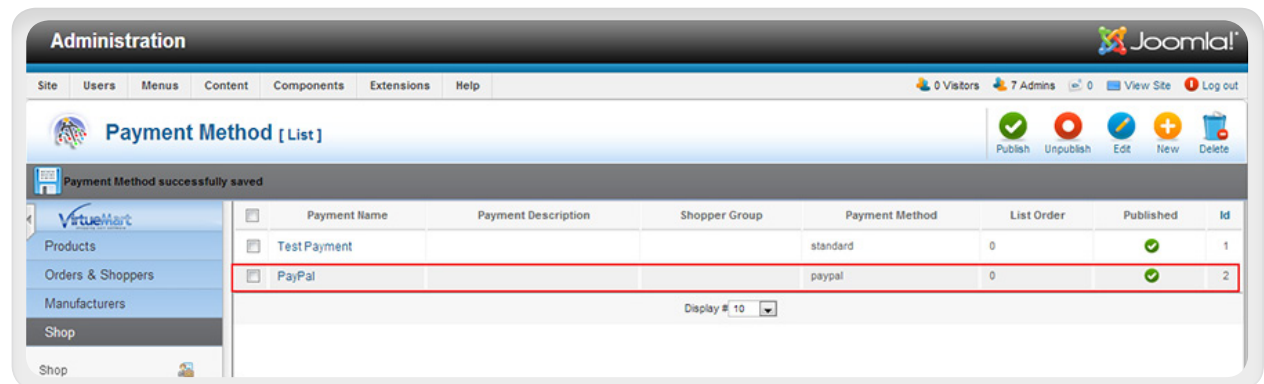 Administration
Joomla!
Site Users Menus Content Components Extensions Help 0 Visitors 7 Admins 0 View Site Log out
Payment Method [ List ]
Publish Unpublish Edit New Delete
Payment Method successfully saved
VirtueMart
Payment Name Payment Description Shopper Group Payment Method List Order Published Id
Products
Test Payment standard 0 1
Orders & Shoppers
PayPal paypal 0 2
Manufacturers
Display # 10
Shop
Shop